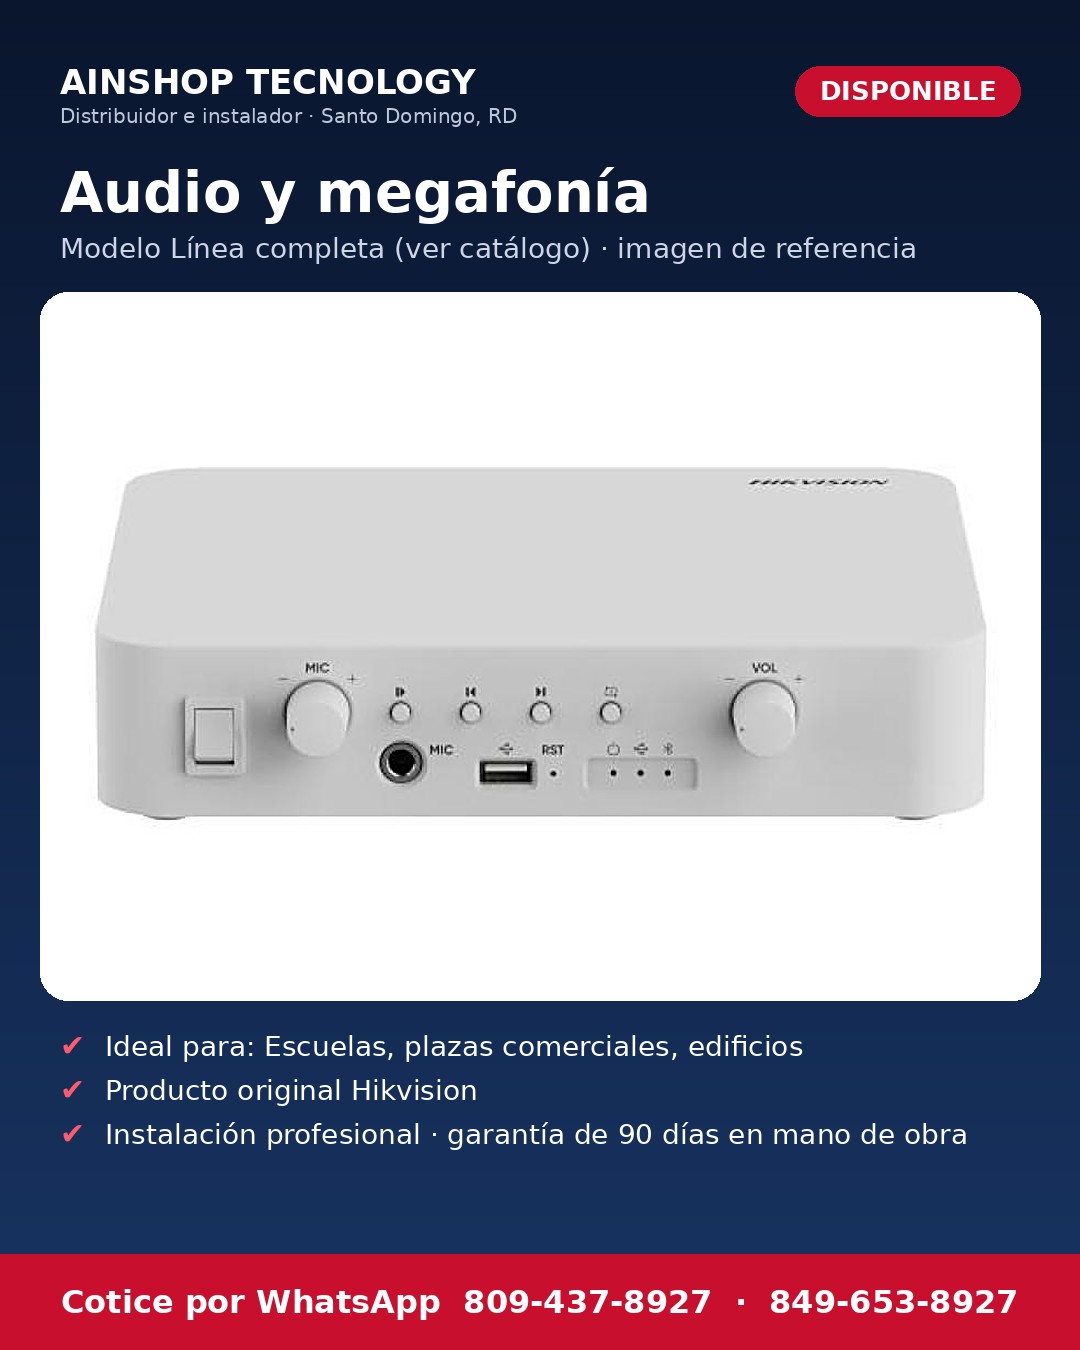 AINSHOP TECNOLOGY
DISPONIBLE
Distribuidor e instalador · Santo Domingo, RD
Audio y megafonía
Modelo Línea completa (ver catálogo) · imagen de referencia
HIKVISION
MIC
VOL
- +
- +
MIC
RST
✔ Ideal para: Escuelas, plazas comerciales, edificios
✔ Producto original Hikvision
✔ Instalación profesional · garantía de 90 días en mano de obra
Cotice por WhatsApp 809-437-8927 · 849-653-8927